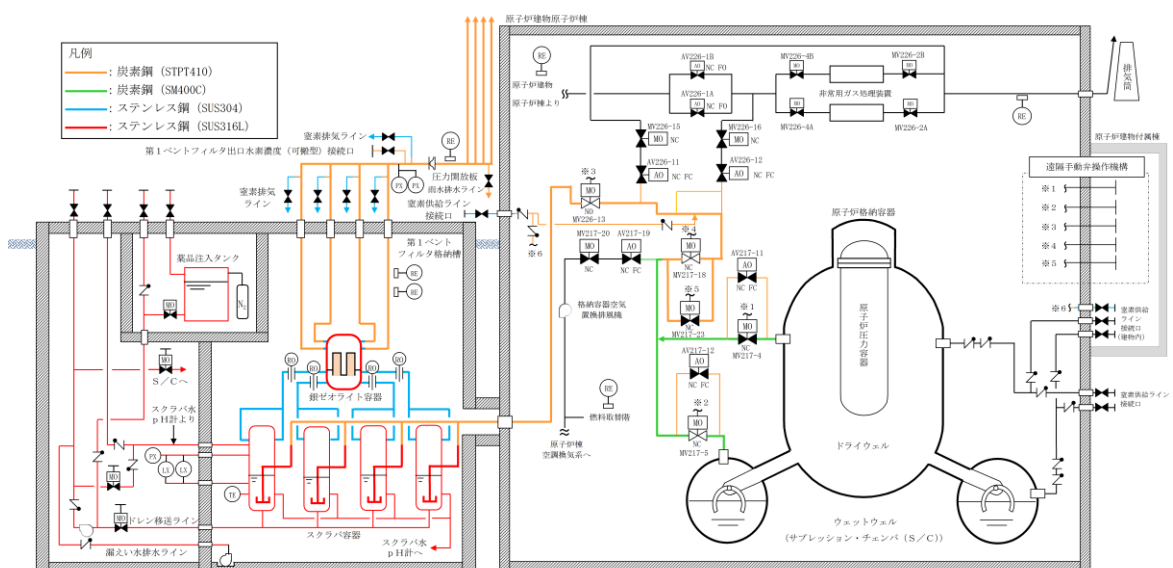 凡例
: 炭素鋼 (STPT410)
: 炭素鋼 (SM400C)
: ステンレス鋼 (SUS304)
: ステンレス鋼 (SUS316L)
窒素排気ライン
第1ベントフィルタ出口水素濃度（可搬型）接続口
RE
圧力開放板
PX
PX
雨水排水ライン
窒素排気
ライン
窒素供給ライン
接続口
※6
第1ベント
フィルタ格納槽
RE
RE
薬品注入タンク
N2
MO
MO
S/Cへ
スクラバ水
pH計より
RO
RO
RO
RO
銀ゼオライト容器
PX
LX
LX
TE
MO
MO
ドレン移送ライン
スクラバ容器
スクラバ水
pH計へ
漏えい水排水ライン
原子炉建物原子炉棟
RE
原子炉建物
原子炉棟より
AV226-1B
AO
NC FO
AV226-1A
AO
NC FO
MV226-4B
MO
MV226-2B
MO
非常用ガス処理装置
MO
MV226-4A
MO
MV226-2A
RE
排気筒
MV226-15
MO
NC
MV226-16
MO
NC
AV226-11
AO
NC FC
AV226-12
AO
NC FC
※3
MO
NO
MV226-13
MV217-20
MO
NC
AV217-19
AO
NC FC
※4
MO
NC
MV217-18
※5
MO
NC
MV217-23
AV217-11
AO
NC FC
※1
MO
NC
MV217-4
AV217-12
AO
NC FC
※2
MO
NC
MV217-5
格納容器空気
置換排風機
RE
燃料取替階
原子炉棟
空調換気系へ
原子炉格納容器
原子炉圧力容器
ドライウェル
ウェットウェル
（サプレッション・チェンバ（S/C））
原子炉建物付属棟
遠隔手動弁操作機構
※1
※2
※3
※4
※5
※6
窒素供給
ライン
接続口
(建物内)
窒素供給ライン
接続口